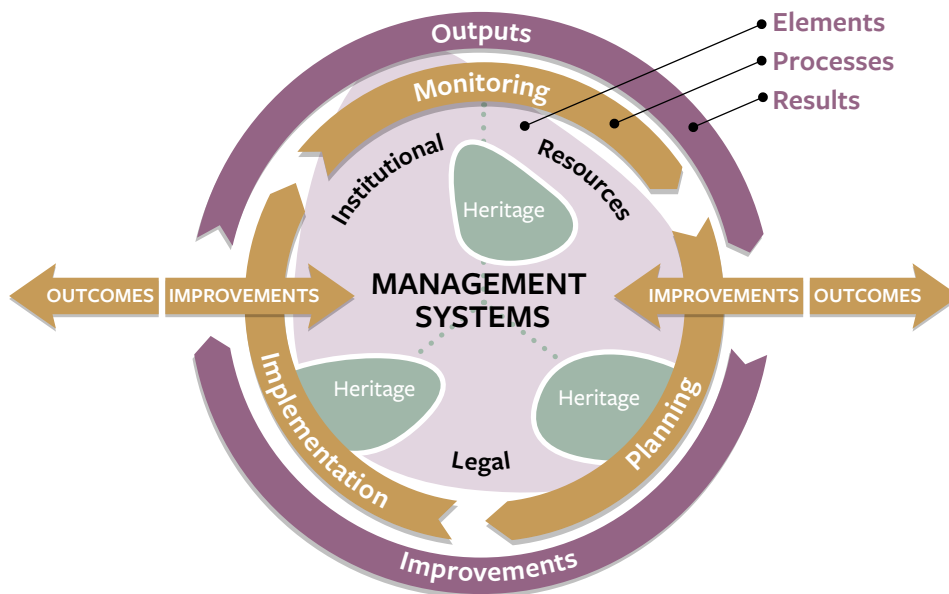 Outputs
Elements
Processes
Results
Monitoring
Institutional
Resources
Heritage
MANAGEMENT
SYSTEMS
OUTCOMES
IMPROVEMENTS
IMPROVEMENTS
OUTCOMES
Heritage
Heritage
Implementation
Planning
Legal
Improvements